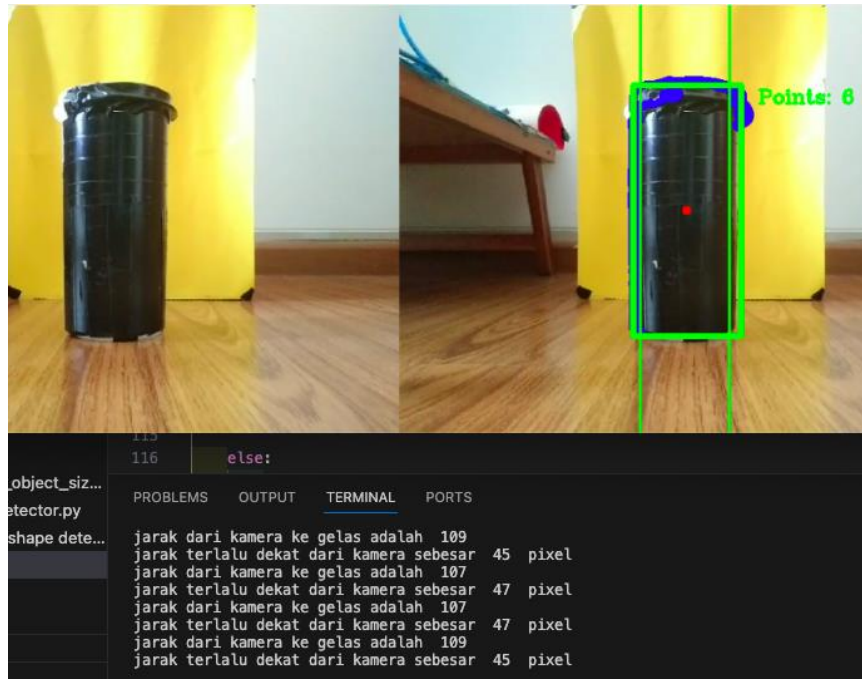 Points: 6
115
116 else:
_object_siz...
etector.py
shape dete...
PROBLEMS OUTPUT TERMINAL PORTS
jarak dari kamera ke gelas adalah 109
jarak terlalu dekat dari kamera sebesar 45 pixel
jarak dari kamera ke gelas adalah 107
jarak terlalu dekat dari kamera sebesar 47 pixel
jarak dari kamera ke gelas adalah 107
jarak terlalu dekat dari kamera sebesar 47 pixel
jarak dari kamera ke gelas adalah 109
jarak terlalu dekat dari kamera sebesar 45 pixel